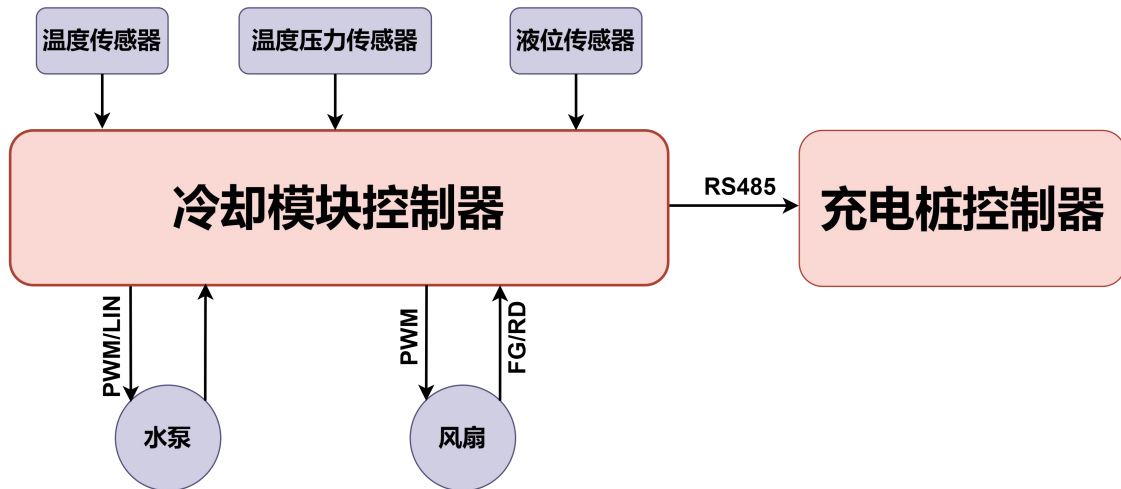 温度传感器
温度压力传感器
液位传感器
冷却模块控制器
RS485
充电桩控制器
PWM/LIN
PWM
FG/RD
水泵
风扇